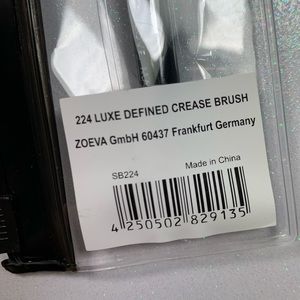 224 LUXE DEFINED CREASE BRUSH
ZOEVA GmbH 60437 Frankfurt Germany
SB224 Made in China
4 250502 829135